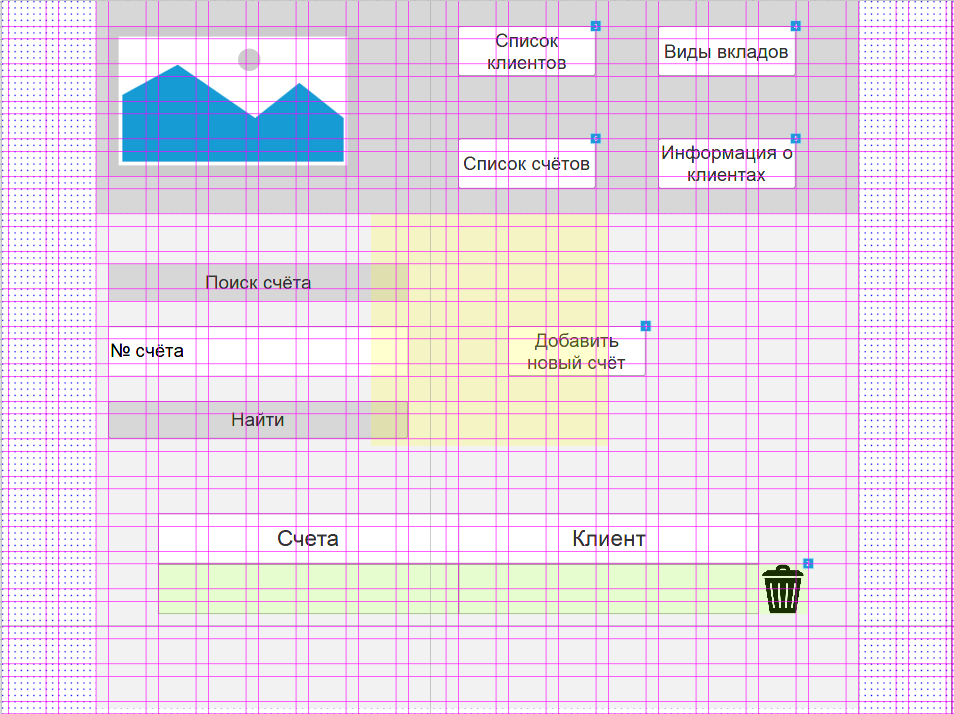 Список
клиентов
Виды вкладов
Список счётов
Информация о
клиентах
Поиск счёта
№ счёта
Добавить
новый счёт
Найти
Счета
Клиент